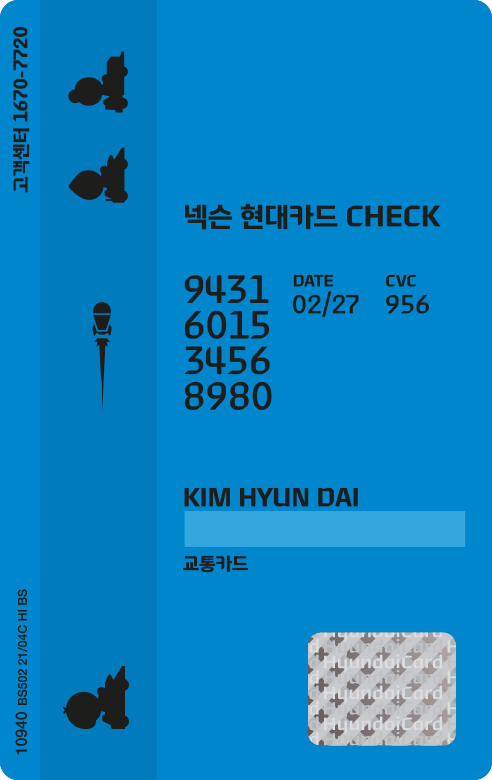 고객센터 1670-7720
넥슨 현대카드 CHECK
9431
6015
3456
8980
DATE
02/27
CVC
956
KIM HYUN DAI
교통카드
10940 BS502 21/04C HI BS
HyundaiCard
HyundaiCard
HyundaiCard